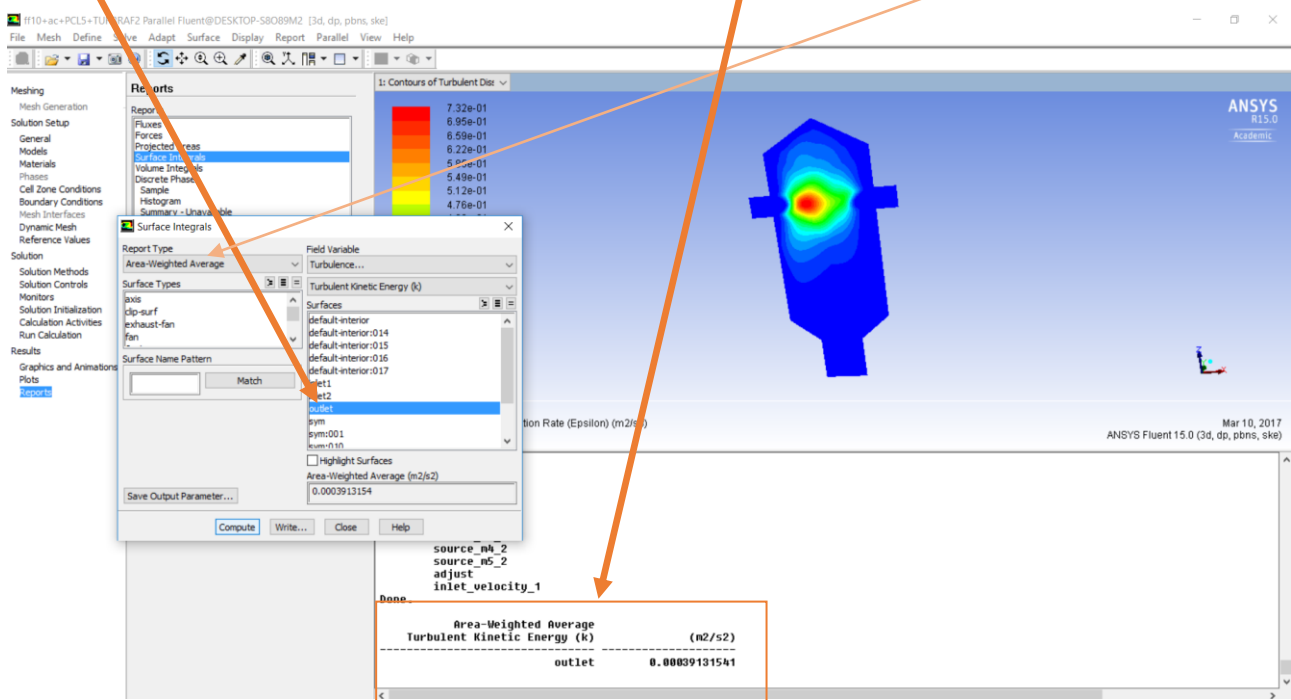 ff10+ac+PCL5+TU RAF2 Parallel Fluent@DESKTOP-S8O89M2 [3d, dp, pbns, ske]
File Mesh Define Solve Adapt Surface Display Report Parallel View Help
Meshing
Mesh Generation
Solution Setup
General
Models
Materials
Phases
Cell Zone Conditions
Boundary Conditions
Mesh Interfaces
Dynamic Mesh
Reference Values
Solution
Solution Methods
Solution Controls
Monitors
Solution Initialization
Calculation Activities
Run Calculation
Results
Graphics and Animations
Plots
Reports
Reports
Reports
Fluxes
Forces
Projected Areas
Surface Integrals
Volume Integrals
Discrete Phase
Sample
Histogram
Summary - Unavailable
Surface Integrals
Report Type
Area-Weighted Average
Surface Types
axis
clip-surf
exhaust-fan
fan
Surface Name Pattern
Match
Save Output Parameter...
Field Variable
Turbulence...
Turbulent Kinetic Energy (k)
Surfaces
default-interior
default-interior:014
default-interior:015
default-interior:016
default-interior:017
inlet1
inlet2
outlet
sym
sym:001
sym:010
Highlight Surfaces
Area-Weighted Average (m2/s2)
0.0003913154
Compute Write... Close Help
1: Contours of Turbulent Diss
7.32e-01
6.95e-01
6.59e-01
6.22e-01
5.86e-01
5.49e-01
5.12e-01
4.76e-01
ANSYS
R15.0
Academic
Z
X
tion Rate (Epsilon) (m2/s3)
Mar 10, 2017
ANSYS Fluent 15.0 (3d, dp, pbns, ske)
source_m4_2
source_m5_2
adjust
inlet_velocity_1
Done.
Area-Weighted Average
Turbulent Kinetic Energy (k) (m2/s2)
-------------------------------- --------------------
outlet 0.00039131541